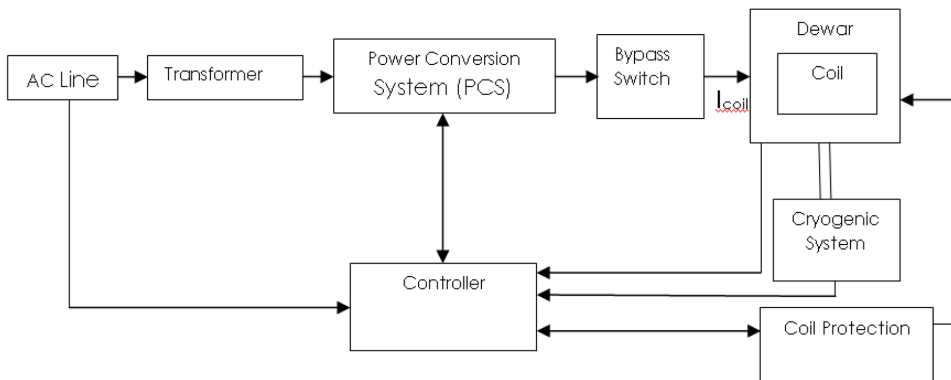 AC Line
Transformer
Power Conversion
System (PCS)
Bypass
Switch
Icoil
Dewar
Coil
Cryogenic
System
Controller
Coil Protection